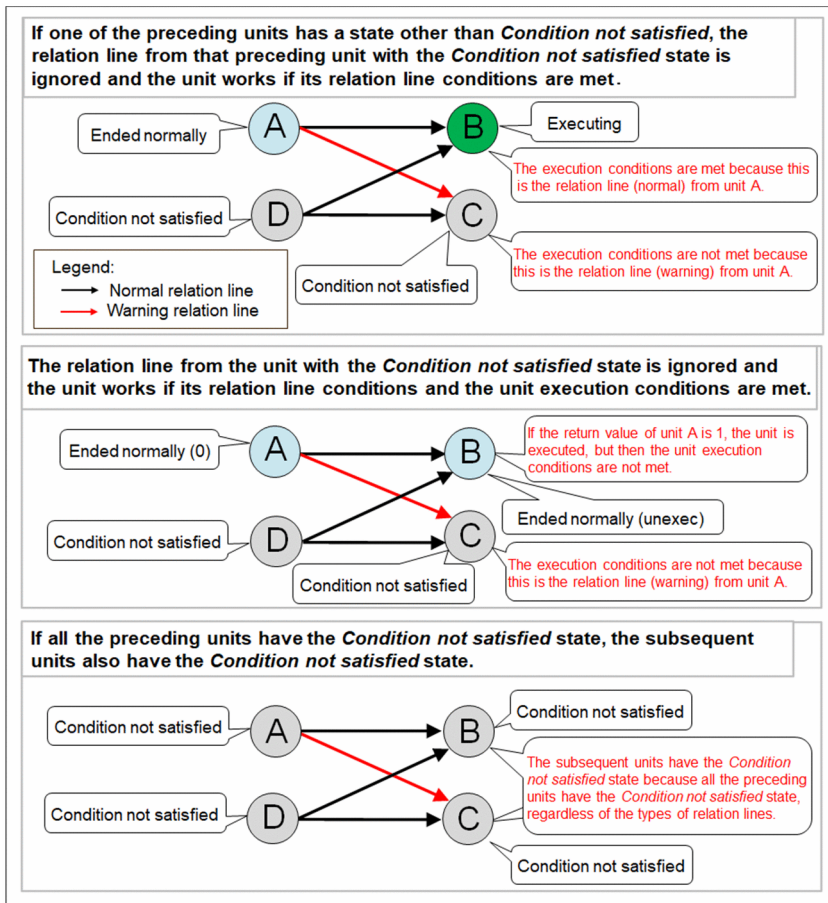 If one of the preceding units has a state other than Condition not satisfied, the
relation line from that preceding unit with the Condition not satisfied state is
ignored and the unit works if its relation line conditions are met.
Ended normally
A
B
Executing
The execution conditions are met because this
is the relation line (normal) from unit A.
Condition not satisfied
D
C
The execution conditions are not met because
this is the relation line (warning) from unit A.
Condition not satisfied
Legend:
Normal relation line
Warning relation line
The relation line from the unit with the Condition not satisfied state is ignored and
the unit works if its relation line conditions and the unit execution conditions are met.
Ended normally (0)
A
B
If the return value of unit A is 1, the unit is
executed, but then the unit execution
conditions are not met.
Ended normally (unexec)
Condition not satisfied
D
C
Condition not satisfied
The execution conditions are not met because
this is the relation line (warning) from unit A.
If all the preceding units have the Condition not satisfied state, the subsequent
units also have the Condition not satisfied state.
Condition not satisfied
A
B
Condition not satisfied
The subsequent units have the Condition
not satisfied state because all the preceding
units have the Condition not satisfied state,
regardless of the types of relation lines.
Condition not satisfied
D
C
Condition not satisfied